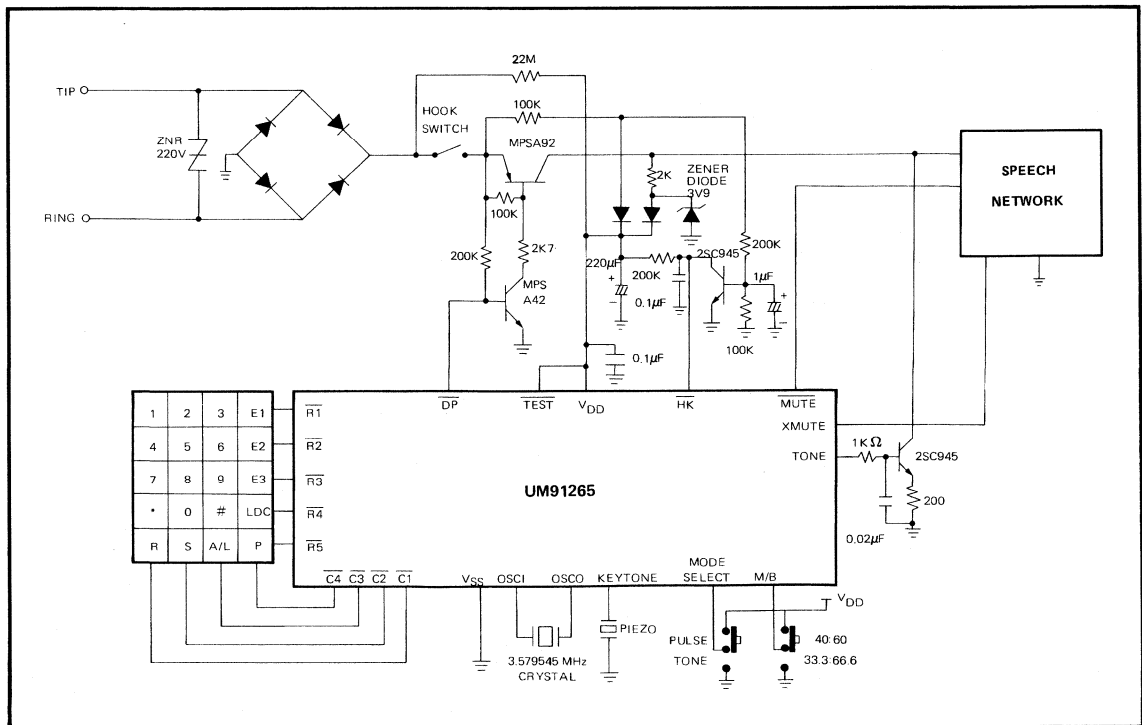 22M
TIP
HOOK
SWITCH
100K
ZNR
220V
MPSA92
2K
ZENER
DIODE
3V9
SPEECH
NETWORK
RING
100K
200K
2K7
200K
220µF
+
-
200K
2SC945
1µF
+
-
MPS
A42
0.1µF
100K
0.1µF
DP
TEST
VDD
HK
MUTE
XMUTE
TONE
1KΩ
2SC945
200
0.02µF
1 2 3 E1 R1
4 5 6 E2 R2
7 8 9 E3 R3
* 0 # LDC R4
R S A/L P R5
UM91265
C4 C3 C2 C1 VSS OSCI OSCO KEYTONE
MODE
SELECT
M/B
VDD
PIEZO
PULSE
TONE
40:60
33.3:66.6
3.579545 MHz
CRYSTAL